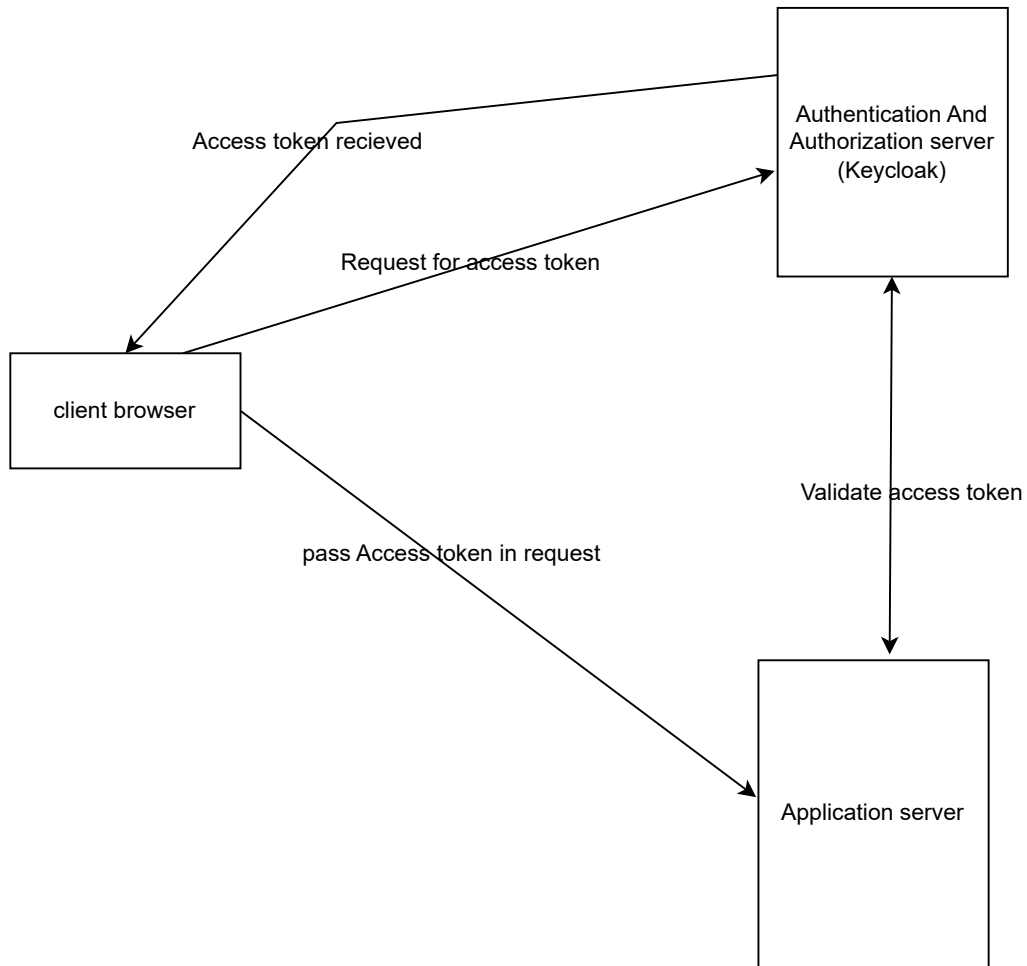 Authentication And
Authorization server
(Keycloak)
Access token recieved
Request for access token
client browser
Validate access token
pass Access token in request
Application server